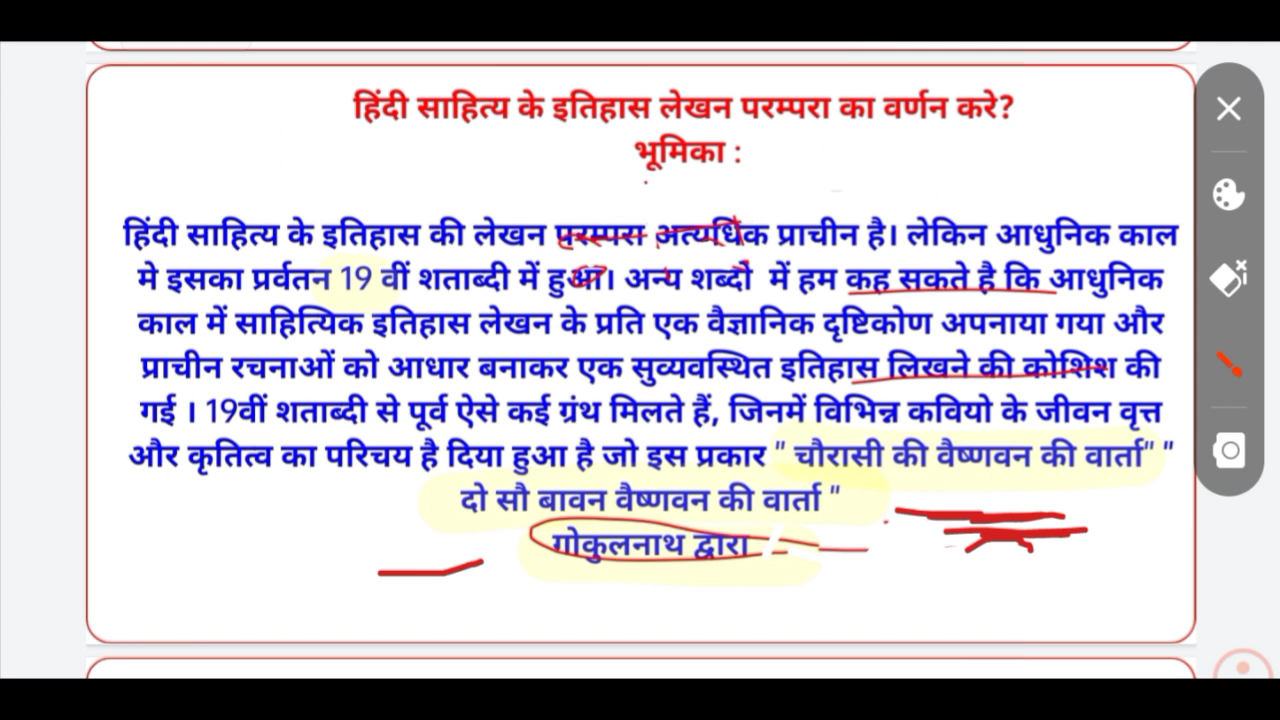 हिंदी साहित्य के इतिहास लेखन परम्परा का वर्णन करे?
भूमिका :
हिंदी साहित्य के इतिहास की लेखन परम्परा अत्यधिक प्राचीन है। लेकिन आधुनिक काल
मे इसका प्रर्वतन 19 वीं शताब्दी में हुआ। अन्य शब्दो में हम कह सकते है कि आधुनिक
काल में साहित्यिक इतिहास लेखन के प्रति एक वैज्ञानिक दृष्टिकोण अपनाया गया और
प्राचीन रचनाओं को आधार बनाकर एक सुव्यवस्थित इतिहास लिखने की कोशिश की
गई । 19वीं शताब्दी से पूर्व ऐसे कई ग्रंथ मिलते हैं, जिनमें विभिन्न कवियो के जीवन वृत्त
और कृतित्व का परिचय है दिया हुआ है जो इस प्रकार " चौरासी की वैष्णवन की वार्ता" "
दो सौ बावन वैष्णवन की वार्ता "
गोकुलनाथ द्वारा